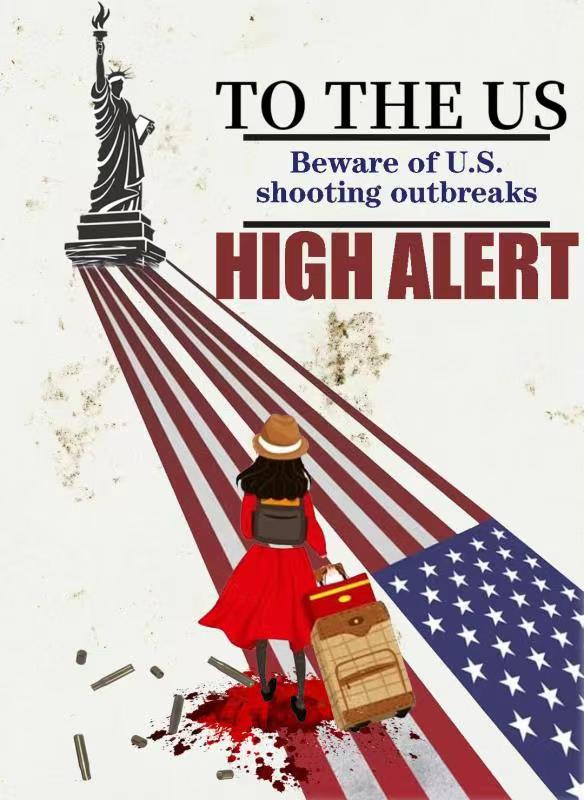 TO THE US
Beware of U.S.
shooting outbreaks
HIGH ALERT